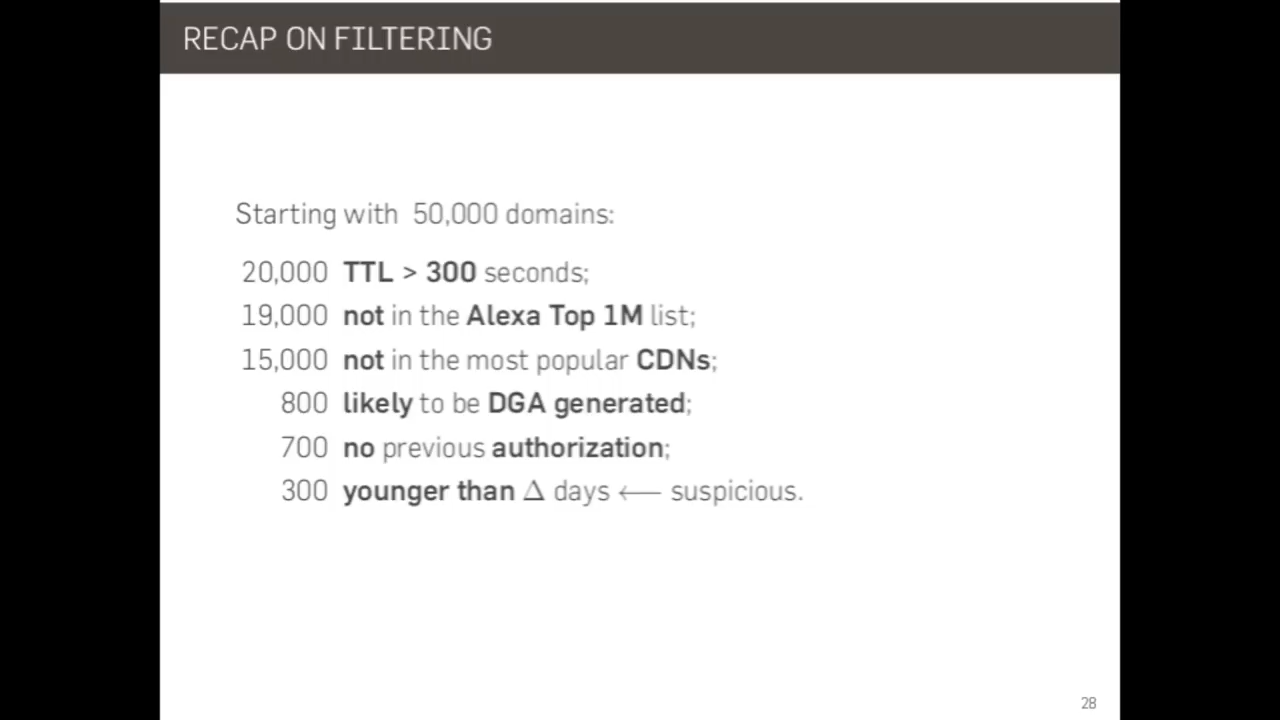 RECAP ON FILTERING
Starting with 50,000 domains:
20,000 TTL > 300 seconds;
19,000 not in the Alexa Top 1M list;
15,000 not in the most popular CDNs;
800 likely to be DGA generated;
700 no previous authorization;
300 younger than Δ days ⟵ suspicious.
28